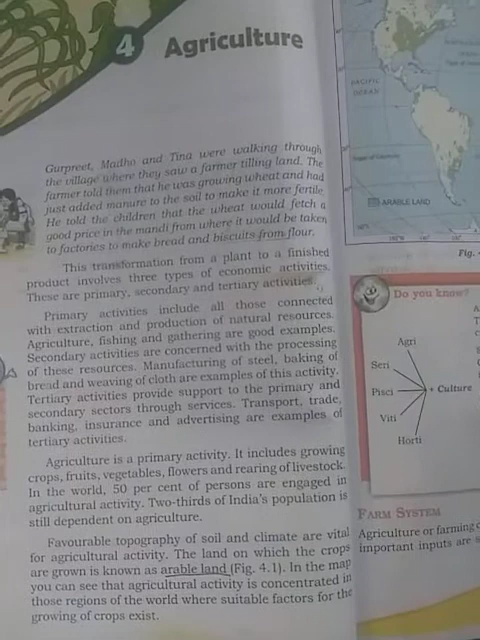 4 Agriculture
Gurpreet, Madho and Tina were walking through
the village where they saw a farmer tilling land. The
farmer told them that he was growing wheat and had
just added manure to the soil to make it more fertile
He told the children that the wheat would fetch a
good price in the mandi from where it would be taken
to factories to make bread and biscuits from flour.
This transformation from a plant to a finished
product involves three types of economic activities.
These are primary, secondary and tertiary activities.
Primary activities include all those connected
with extraction and production of natural resources.
Agriculture, fishing and gathering are good examples.
Secondary activities are concerned with the processing
of these resources. Manufacturing of steel, baking of
bread and weaving of cloth are examples of this activity.
Tertiary activities provide support to the primary and
secondary sectors through services. Transport, trade,
banking, insurance and advertising are examples of
tertiary activities.
Agriculture is a primary activity. It includes growing
crops, fruits, vegetables, flowers and rearing of livestock.
In the world, 50 per cent of persons are engaged in
agricultural activity. Two-thirds of India's population is
still dependent on agriculture.
Favourable topography of soil and climate are vital
for agricultural activity. The land on which the crops
are grown is known as arable land (Fig. 4.1). In the map
you can see that agricultural activity is concentrated in
those regions of the world where suitable factors for the
growing of crops exist.
PACIFIC
OCEAN
ARABLE LAND
Fig.
Do you know?
Agri
Seri
Pisci + Culture
Viti
Horti
FARM SYSTEM
Agriculture or farming
important inputs are